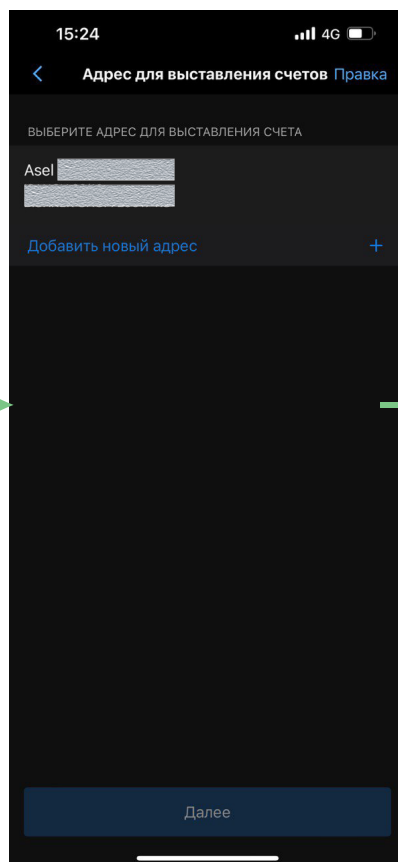 15:24
4G
Адрес для выставления счетов Правка
ВЫБЕРИТЕ АДРЕС ДЛЯ ВЫСТАВЛЕНИЯ СЧЕТА
Asel
Добавить новый адрес +
Далее